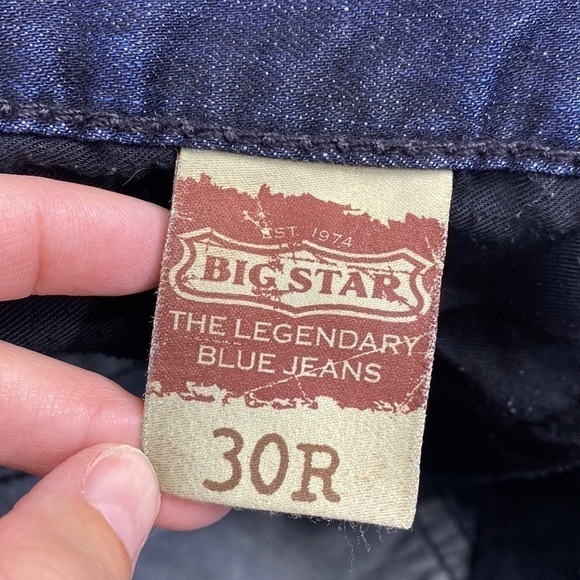 EST. 1974
BIG STAR
THE LEGENDARY
BLUE JEANS
30R